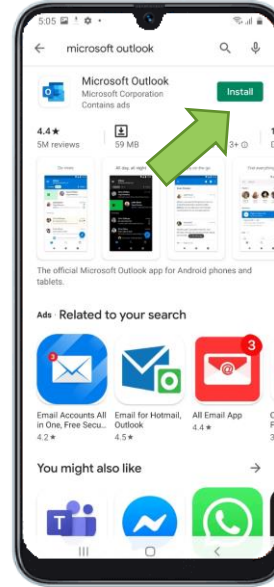 5:05
microsoft outlook
Microsoft Outlook
Microsoft Corporation
Contains ads
Install
4.4★
5M reviews
59 MB
3+
The official Microsoft Outlook app for Android phones and
tablets.
Ads · Related to your search
3
3
Email Accounts All
in One, Free Secu...
4.2★
Email for Hotmail,
Outlook
4.5★
All Email App
4.4★
You might also like